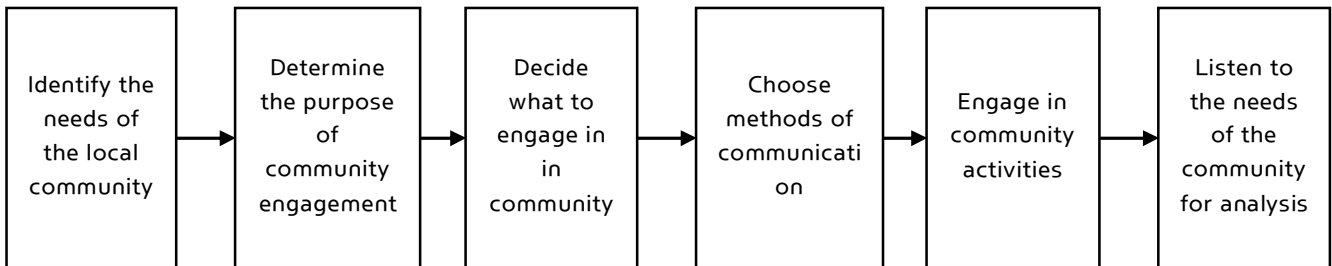 Identify the
needs of
the local
community
Determine
the purpose
of
community
engagement
Decide
what to
engage in
in
community
Choose
methods of
communicati
on
Engage in
community
activities
Listen to
the needs
of the
community
for analysis